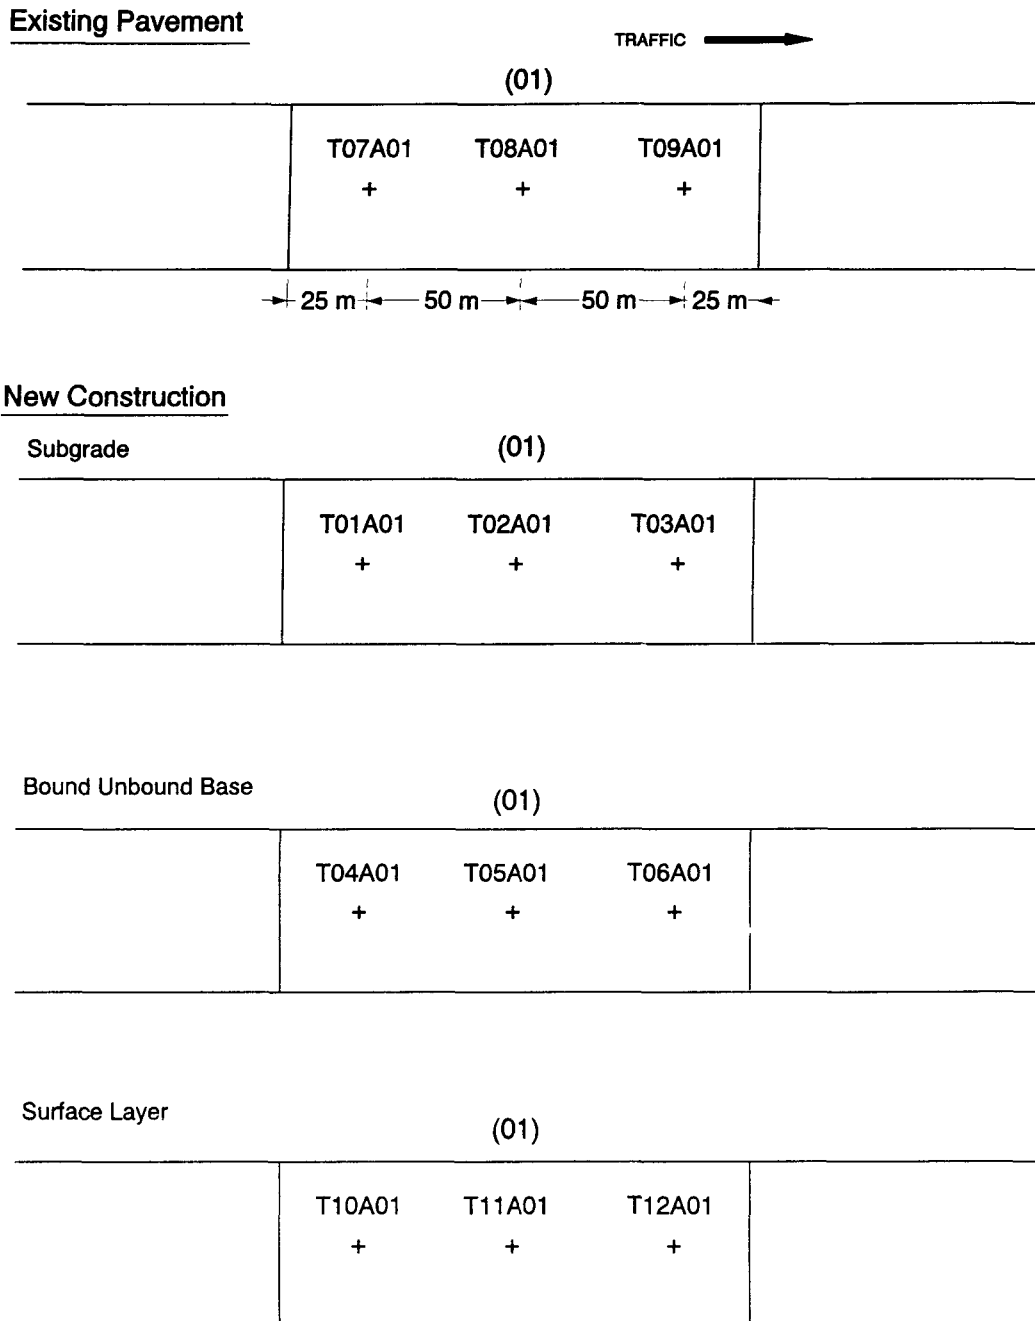 Existing Pavement
TRAFFIC
(01)
T07A01 T08A01 T09A01
+ + +
25 m 50 m 50 m 25 m
New Construction
Subgrade
(01)
T01A01 T02A01 T03A01
+ + +
Bound Unbound Base
(01)
T04A01 T05A01 T06A01
+ + +
Surface Layer
(01)
T10A01 T11A01 T12A01
+ + +